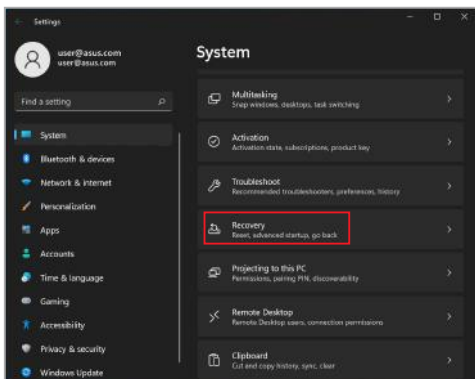 Settings
user@asus.com
user@asus.com
Find a setting
System
Bluetooth & devices
Network & internet
Personalization
Apps
Accounts
Time & language
Gaming
Accessibility
Privacy & security
Windows Update
System
Multitasking
Snap windows, desktops, task switching
Activation
Activation state, subscriptions, product key
Troubleshoot
Recommended troubleshooters, preferences, history
Recovery
Reset, advanced startup, go back
Projecting to this PC
Permissions, pairing PIN, discoverability
Remote Desktop
Remote Desktop users, connection permissions
Clipboard
Cut and copy history, sync, clear